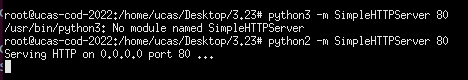 root@ucas-cod-2022:/home/ucas/Desktop/3.23# python3 -m SimpleHTTPServer 80
/usr/bin/python3: No module named SimpleHTTPServer
root@ucas-cod-2022:/home/ucas/Desktop/3.23# python2 -m SimpleHTTPServer 80
Serving HTTP on 0.0.0.0 port 80 ...